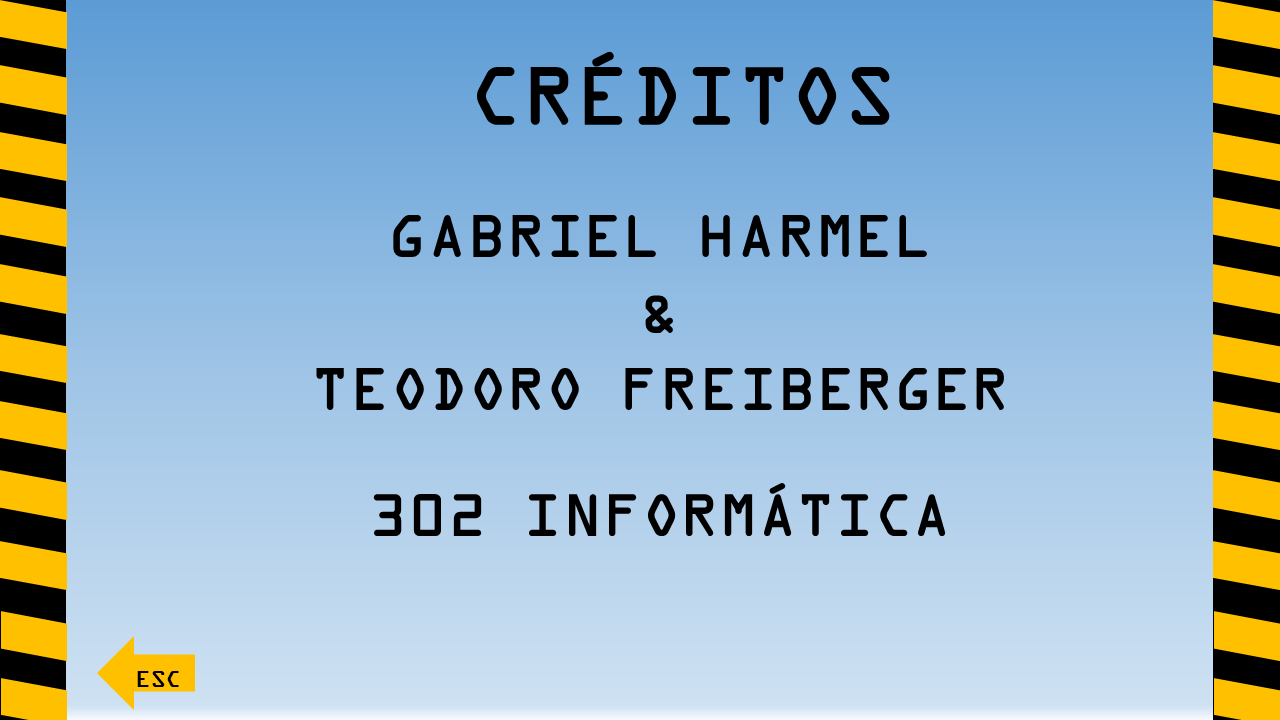 CRÉDITOS
GABRIEL HARMEL
&
TEODORO FREIBERGER
302 INFORMÁTICA
ESC